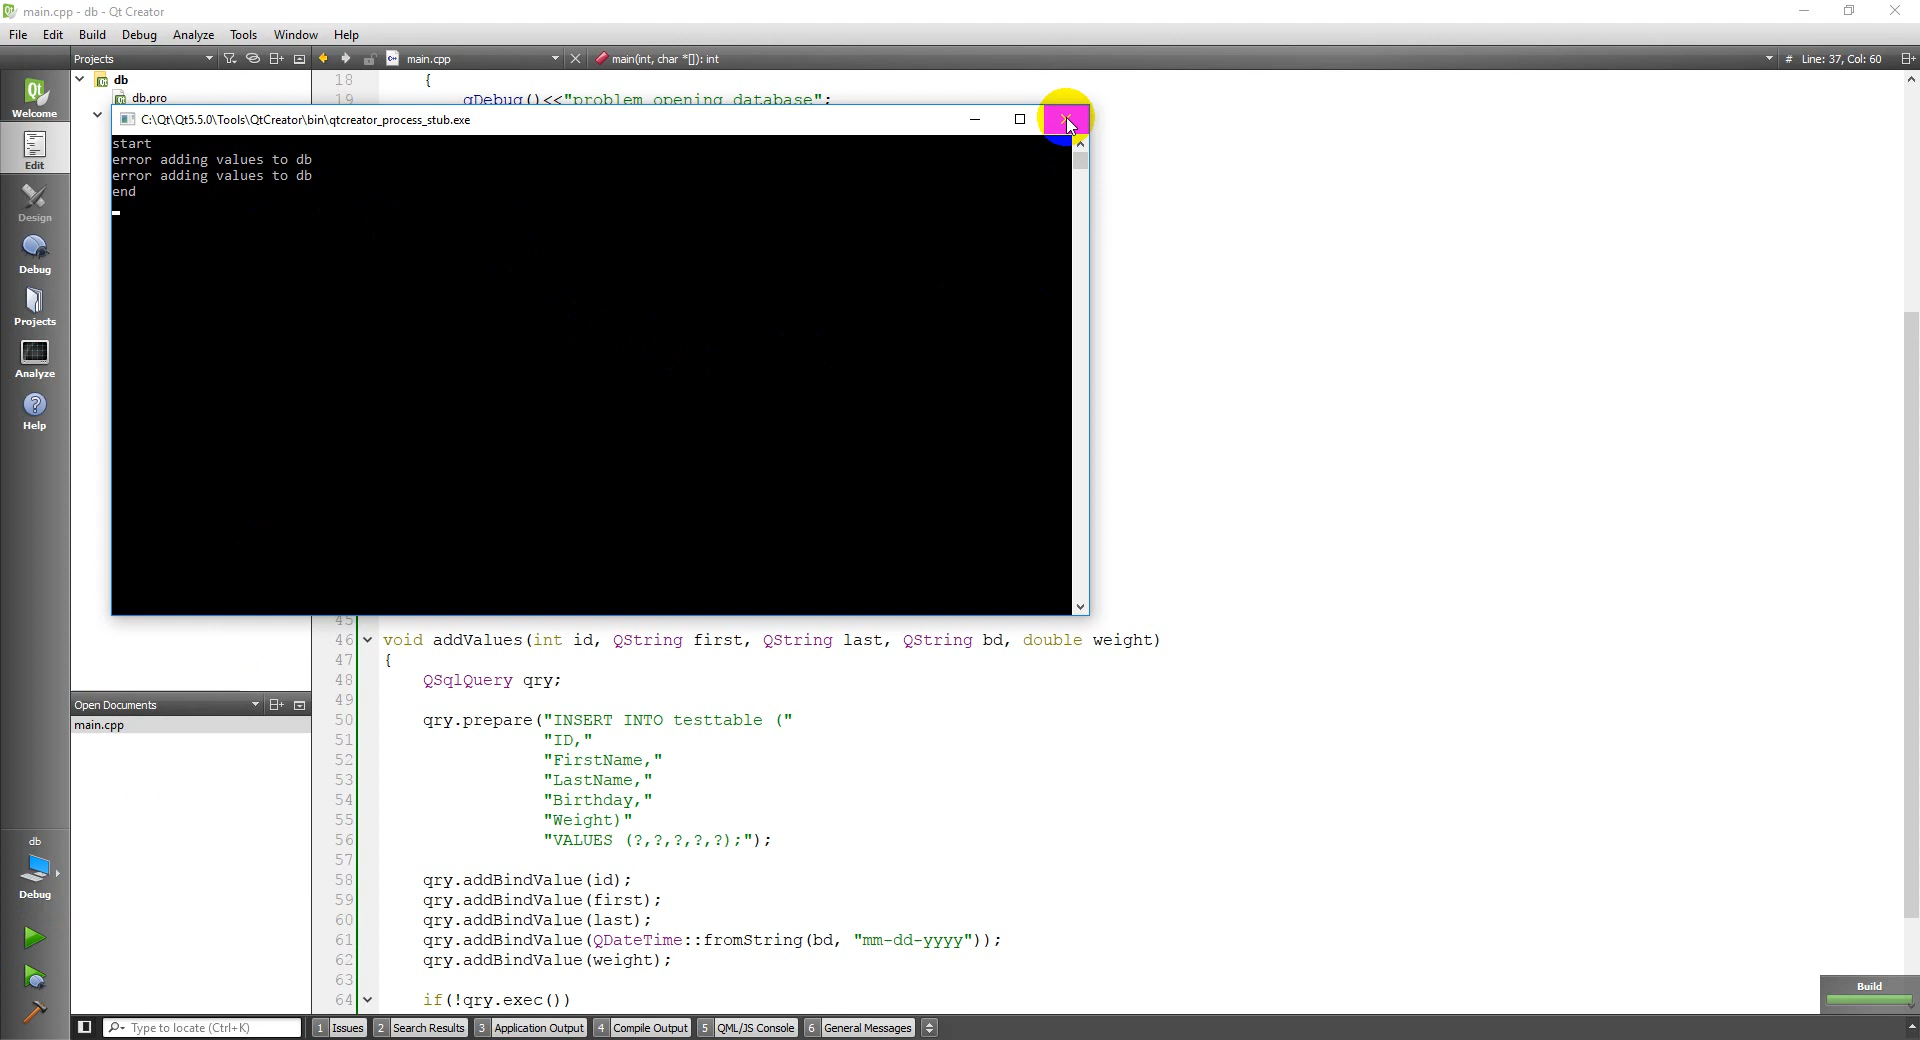 main.cpp - db - Qt Creator
File Edit Build Debug Analyze Tools Window Help
Projects main.cpp main(int, char *[]): int # Line: 37, Col: 60
Welcome
Edit
Design
Debug
Projects
Analyze
Help
db
db.pro
18 {
19 qDebug()<<"problem opening database";
C:\Qt\Qt5.5.0\Tools\QtCreator\bin\qtcreator_process_stub.exe
start
error adding values to db
error adding values to db
end
45
46 void addValues(int id, QString first, QString last, QString bd, double weight)
47 {
48 QSqlQuery qry;
49
50 qry.prepare("INSERT INTO testtable ("
51 "ID,"
52 "FirstName,"
53 "LastName,"
54 "Birthday,"
55 "Weight)"
56 "VALUES (?,?,?,?,?);");
57
58 qry.addBindValue(id);
59 qry.addBindValue(first);
60 qry.addBindValue(last);
61 qry.addBindValue(QDateTime::fromString(bd, "mm-dd-yyyy"));
62 qry.addBindValue(weight);
63
64 if(!qry.exec())
Open Documents
main.cpp
db
Debug
Build
Type to locate (Ctrl+K) 1 Issues 2 Search Results 3 Application Output 4 Compile Output 5 QML/JS Console 6 General Messages